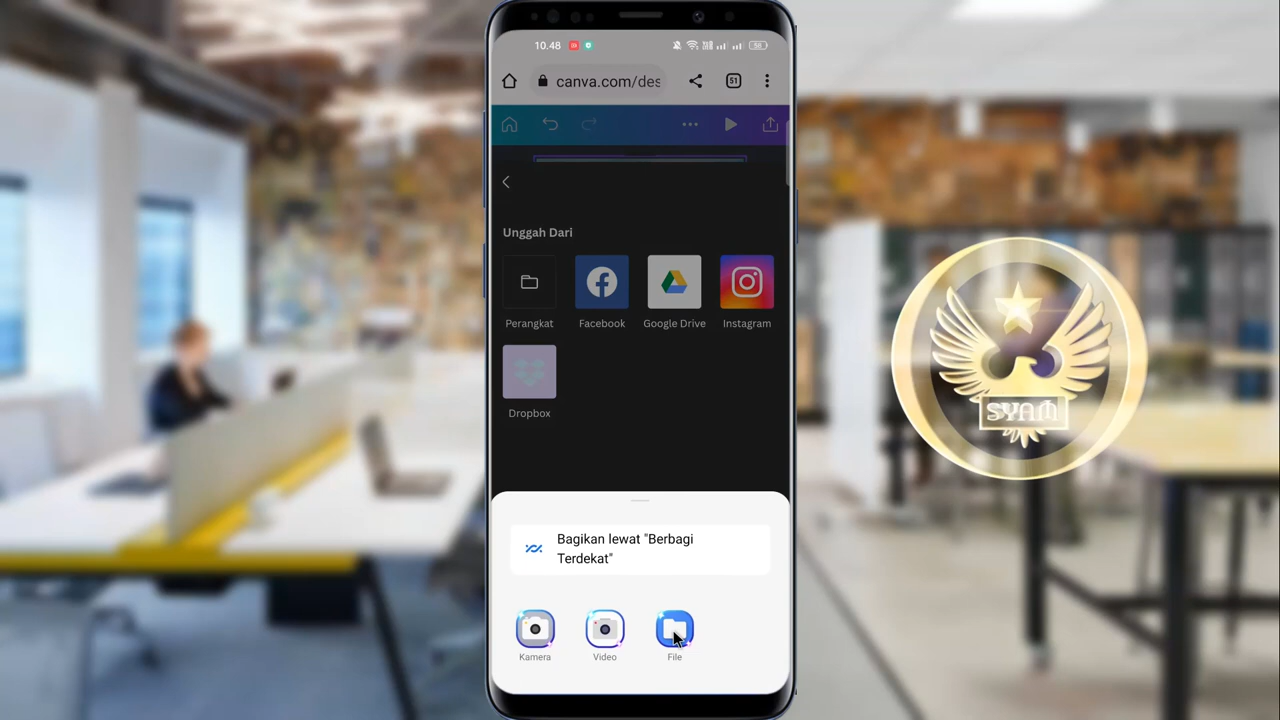 10.48
canva.com/des
51
Unggah Dari
Perangkat
Facebook
Google Drive
Instagram
Dropbox
Bagikan lewat "Berbagi
Terdekat"
Kamera
Video
File
SYAM